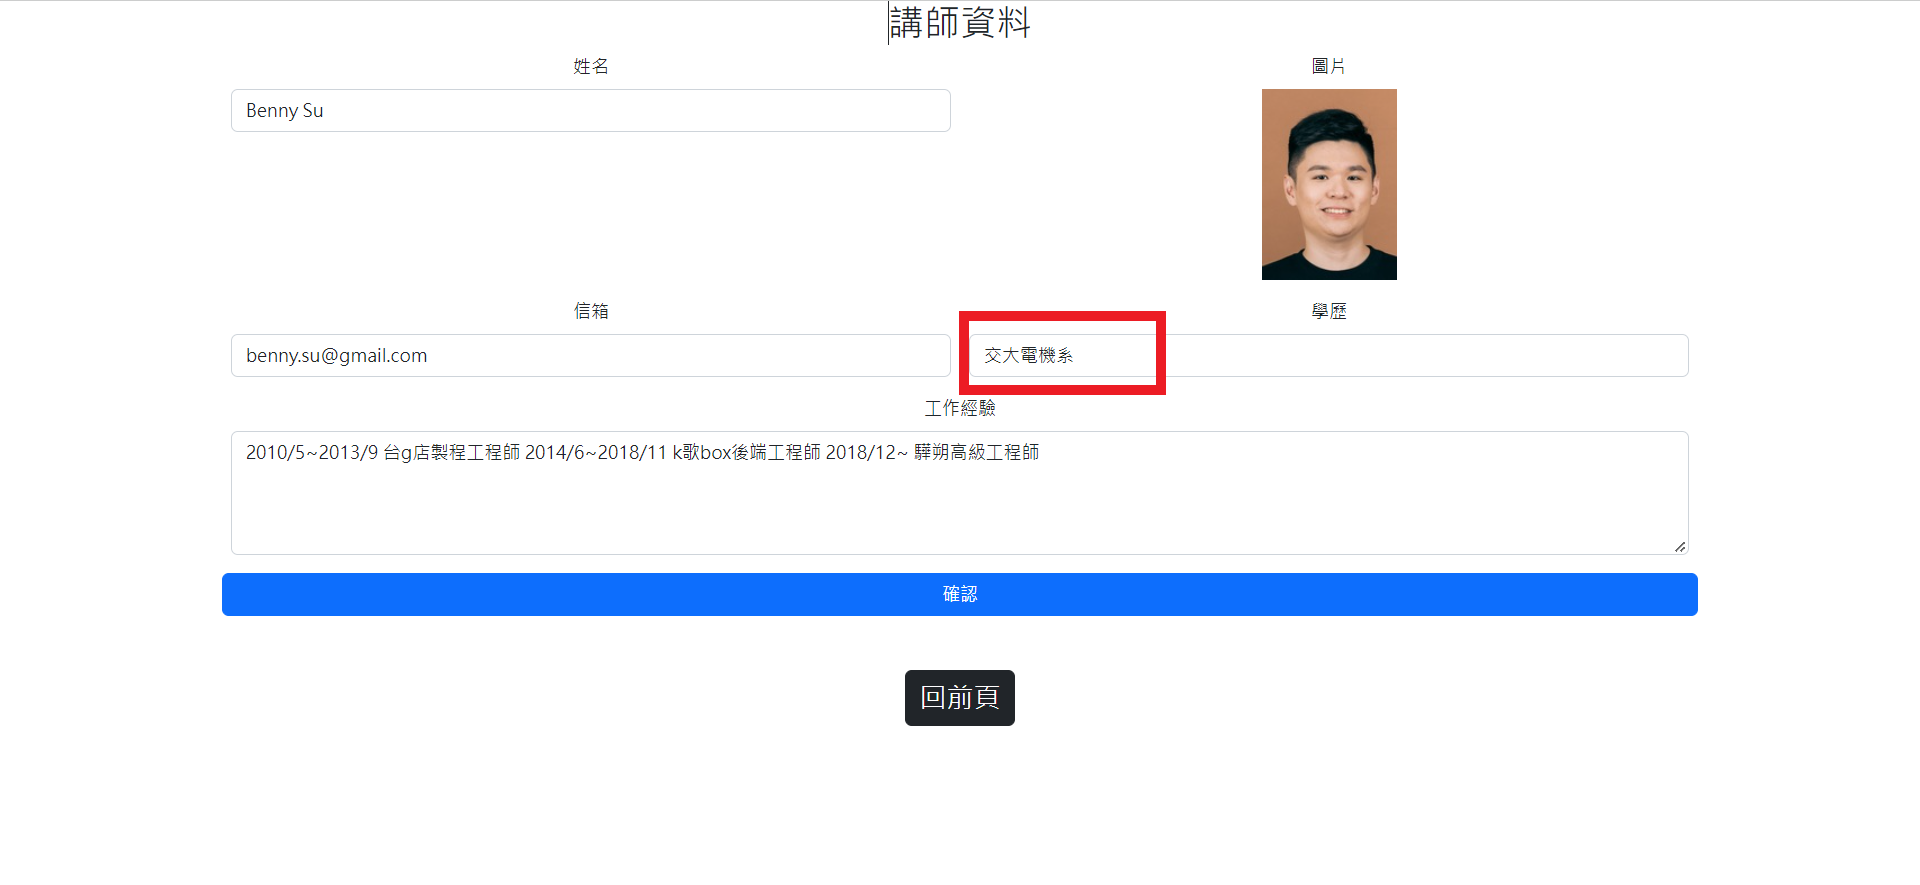 講師資料
姓名
圖片
Benny Su
信箱
學歷
benny.su@gmail.com
交大電機系
工作經驗
2010/5~2013/9 台g店製程工程師 2014/6~2018/11 k歌box後端工程師 2018/12~ 驊朔高級工程師
確認
回前頁